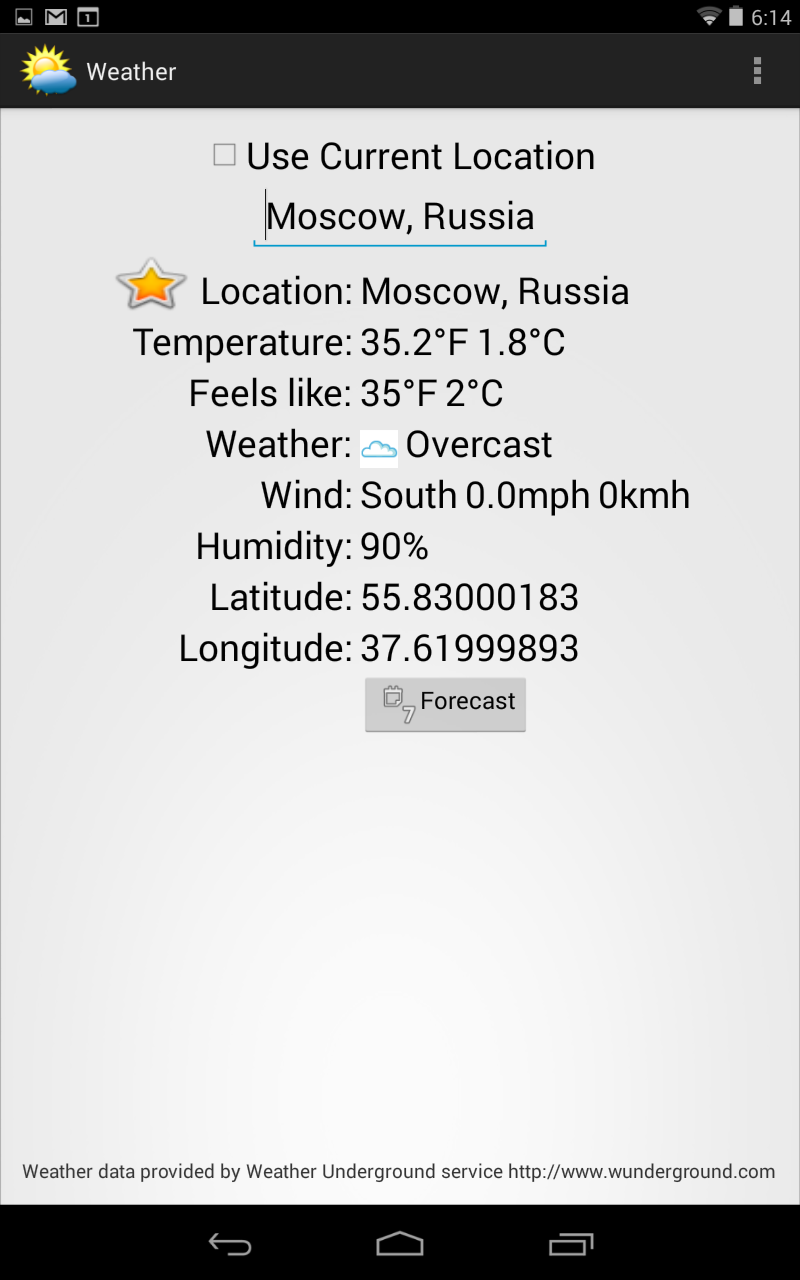 1 6:14
Weather
Use Current Location
Moscow, Russia
Location: Moscow, Russia
Temperature: 35.2°F 1.8°C
Feels like: 35°F 2°C
Weather: Overcast
Wind: South 0.0mph 0kmh
Humidity: 90%
Latitude: 55.83000183
Longitude: 37.61999893
7 Forecast
Weather data provided by Weather Underground service http://www.wunderground.com